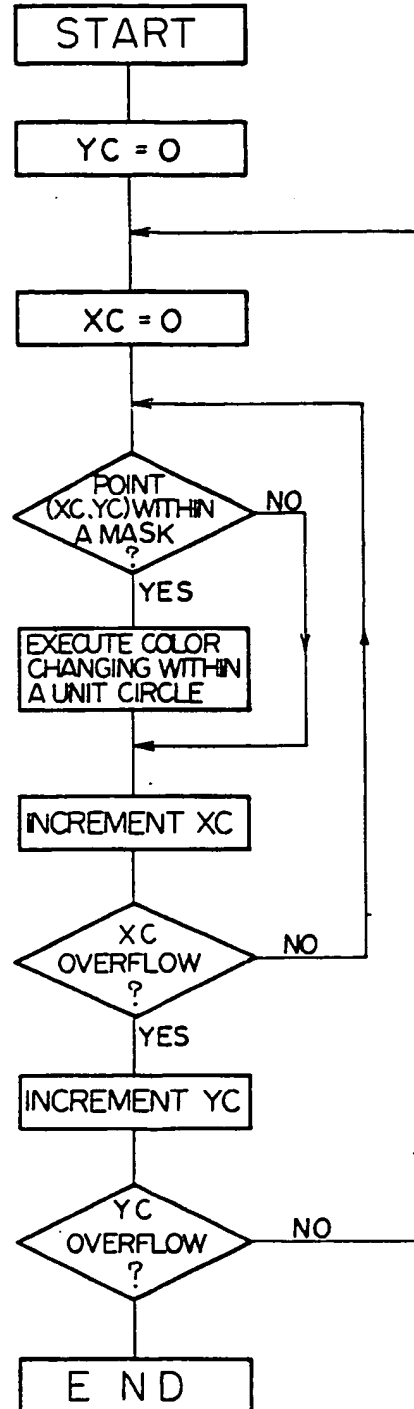 START
YC = 0
XC = 0
POINT
(XC.YC)WITHIN
A MASK
?
NO
YES
EXECUTE COLOR
CHANGING WITHIN
A UNIT CIRCLE
INCREMENT XC
XC
OVERFLOW
?
NO
YES
INCREMENT YC
YC
OVERFLOW
?
NO
END